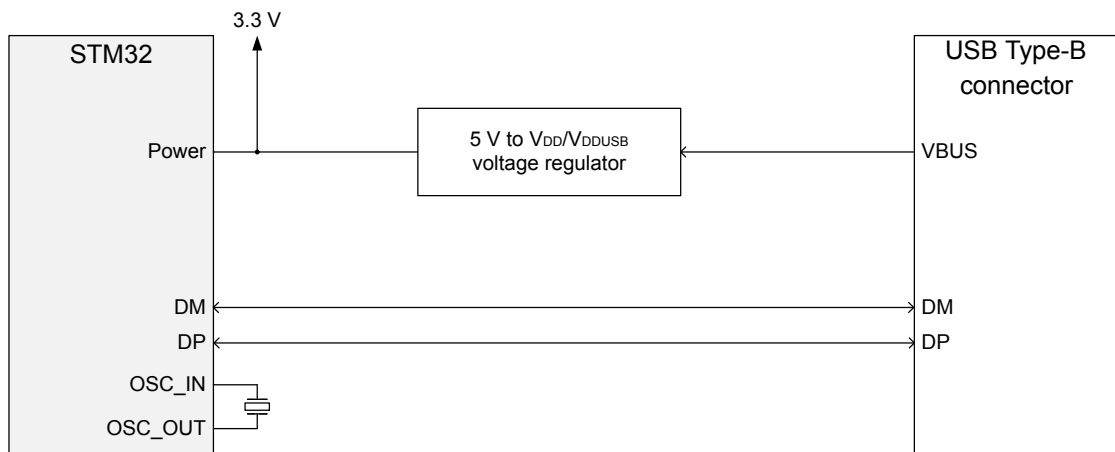 3.3 V
STM32
USB Type-B
connector
5 V to VDD/VDDUSB
voltage regulator
Power
VBUS
DM
DM
DP
DP
OSC_IN
OSC_OUT